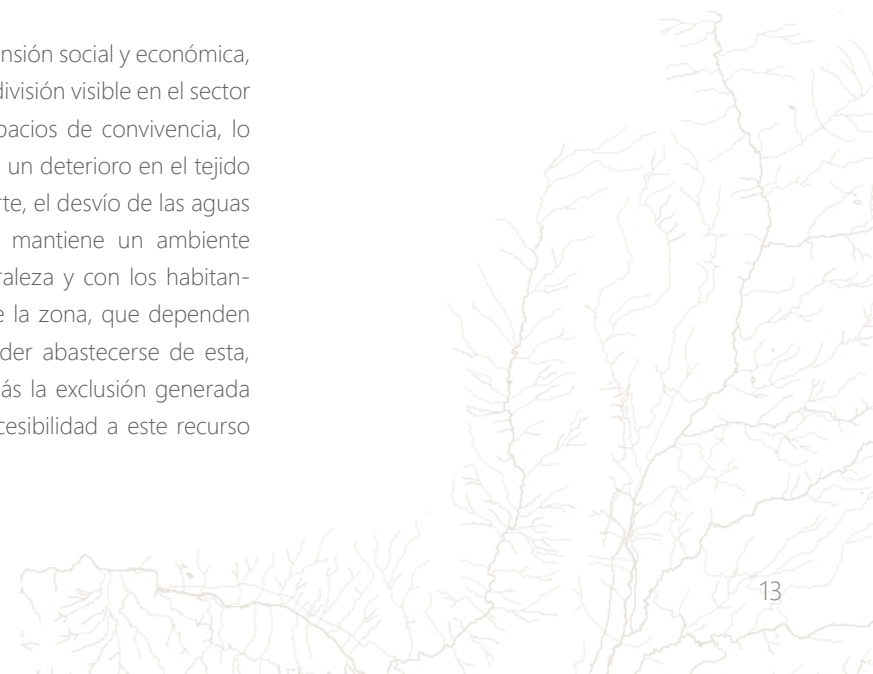 nsión social y económica,
división visible en el sector
pacios de convivencia, lo
un deterioro en el tejido
rte, el desvío de las aguas
mantiene un ambiente
raleza y con los habitan-
e la zona, que dependen
der abastecerse de esta,
ás la exclusión generada
cesibilidad a este recurso
13